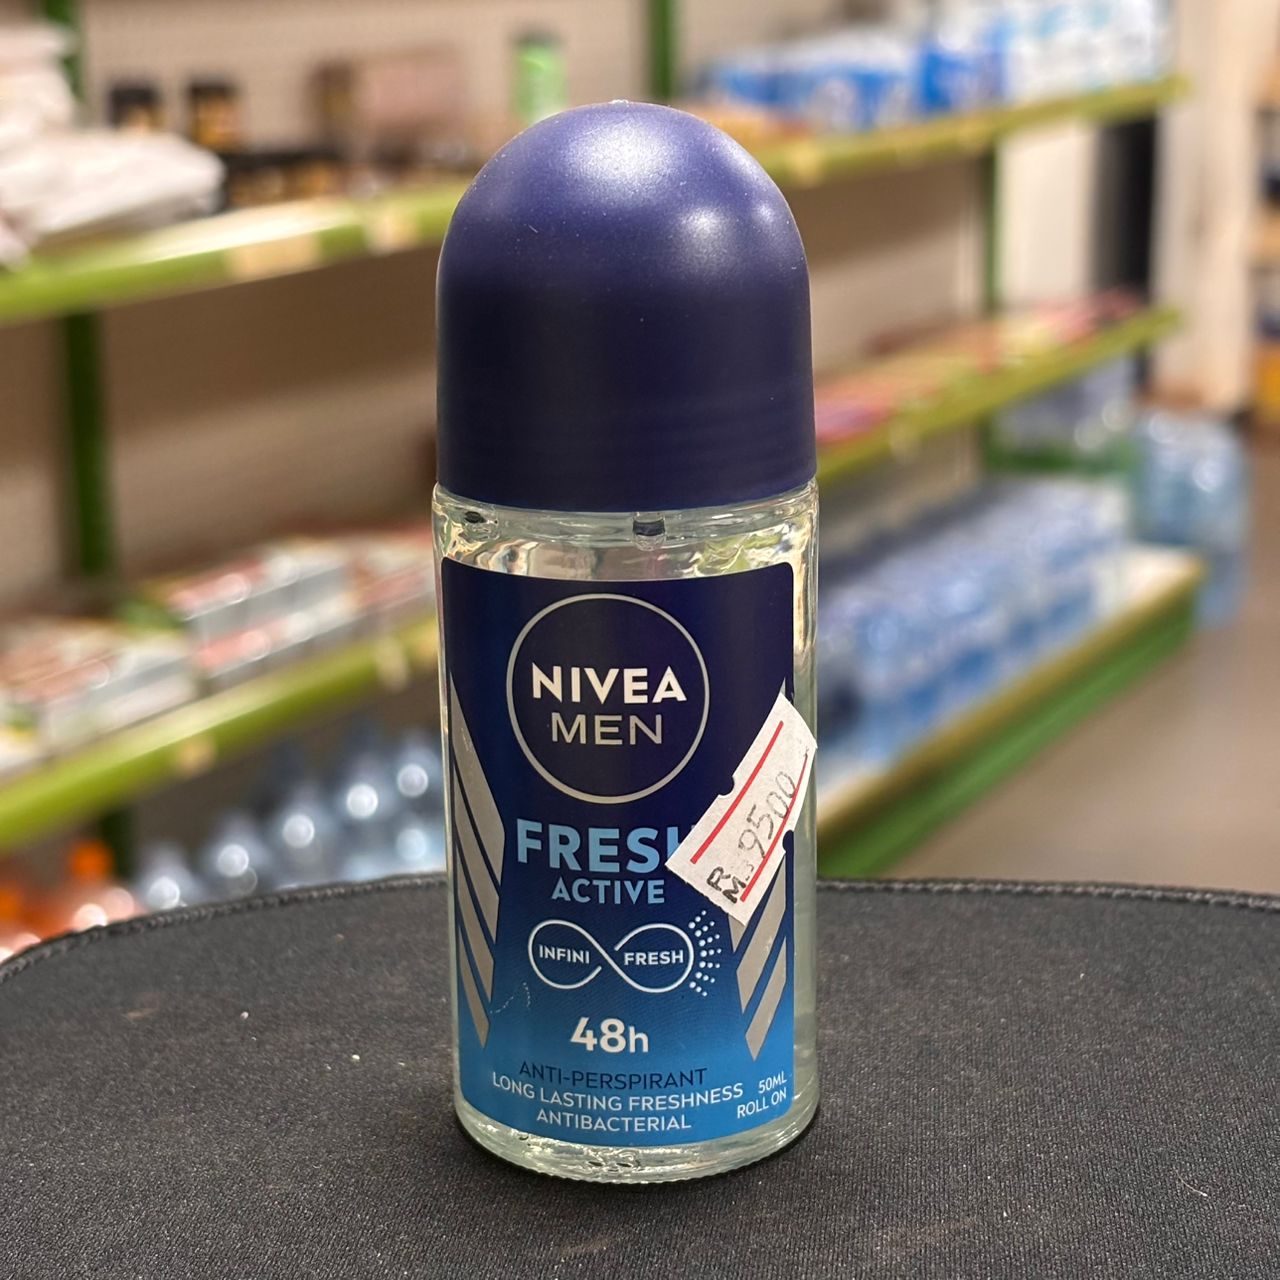 NIVEA
MEN
FRESH
ACTIVE
INFINI FRESH
48h
ANTI-PERSPIRANT
LONG LASTING FRESHNESS
ANTIBACTERIAL
50ML
ROLL ON
9500